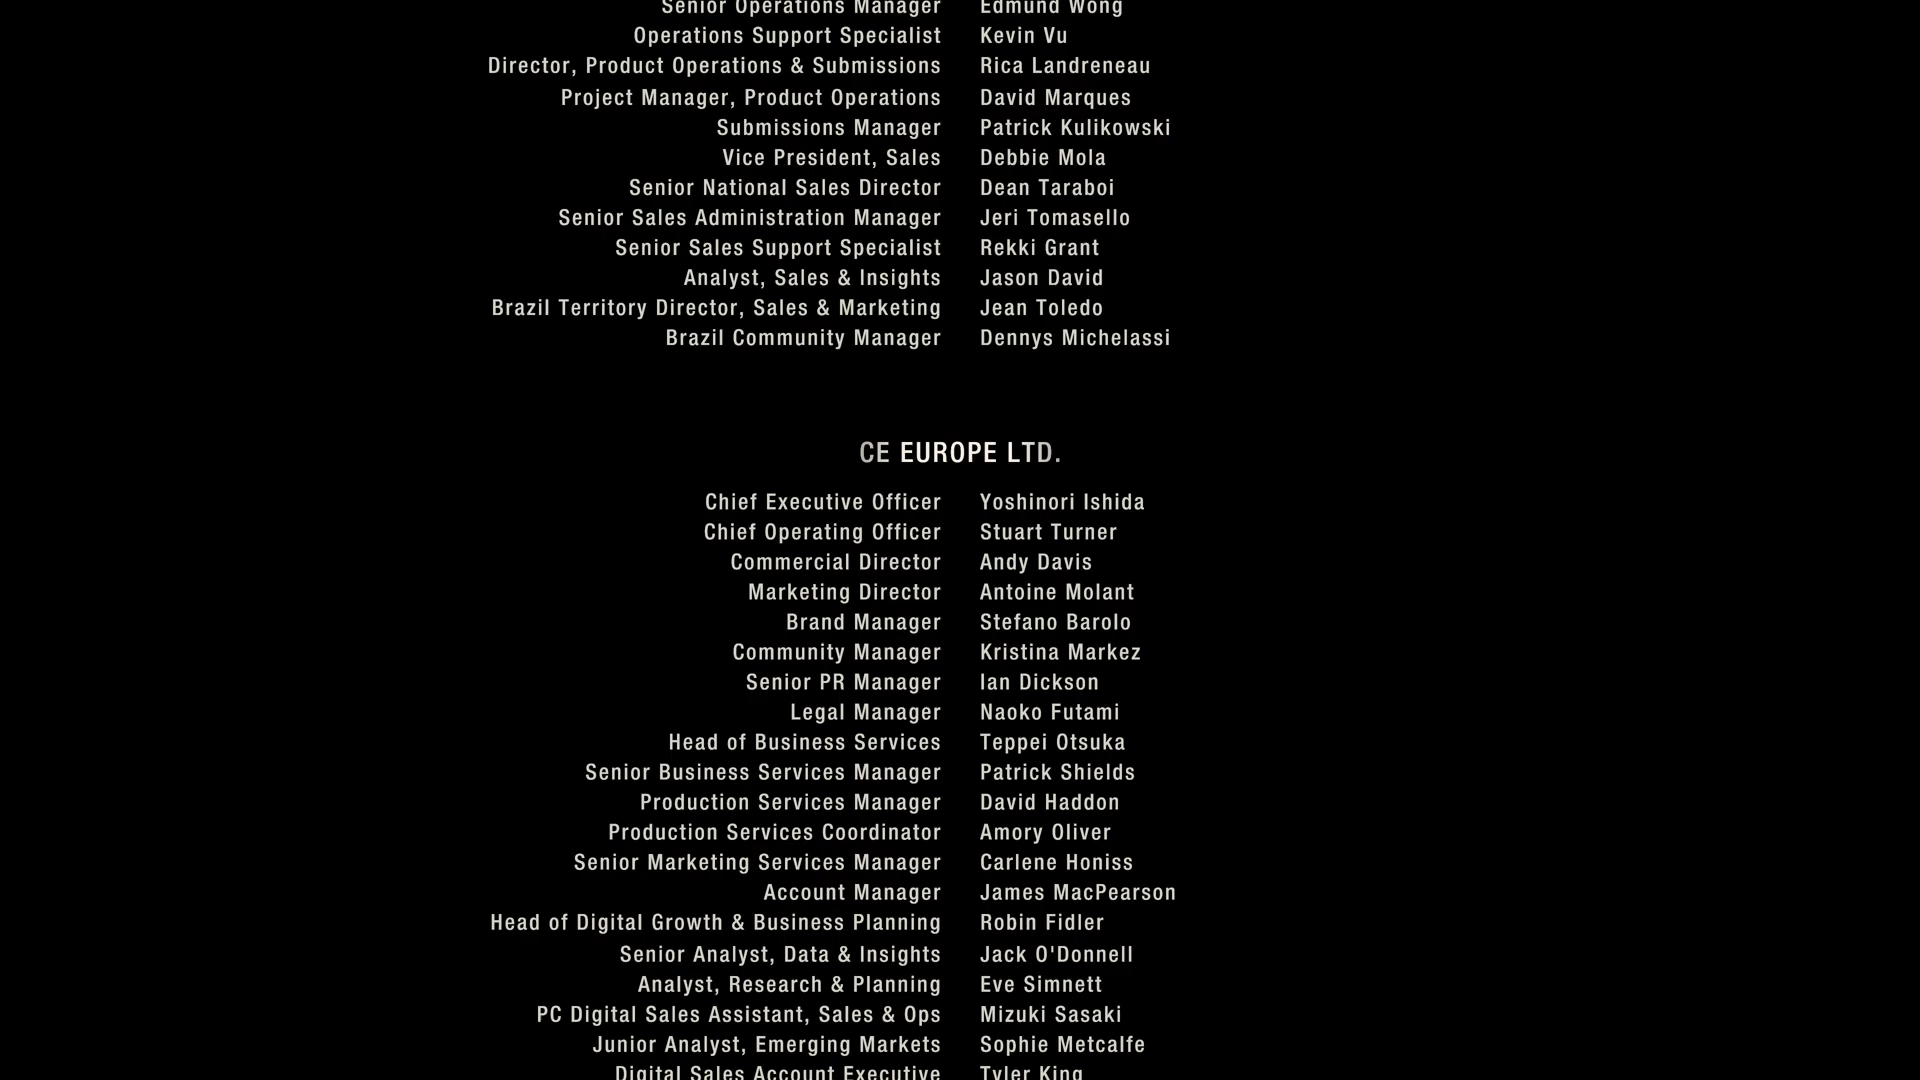 Senior Operations Manager Edmund Wong
Operations Support Specialist Kevin Vu
Director, Product Operations & Submissions Rica Landreneau
Project Manager, Product Operations David Marques
Submissions Manager Patrick Kulikowski
Vice President, Sales Debbie Mola
Senior National Sales Director Dean Taraboi
Senior Sales Administration Manager Jeri Tomasello
Senior Sales Support Specialist Rekki Grant
Analyst, Sales & Insights Jason David
Brazil Territory Director, Sales & Marketing Jean Toledo
Brazil Community Manager Dennys Michelassi
CE EUROPE LTD.
Chief Executive Officer Yoshinori Ishida
Chief Operating Officer Stuart Turner
Commercial Director Andy Davis
Marketing Director Antoine Molant
Brand Manager Stefano Barolo
Community Manager Kristina Markez
Senior PR Manager Ian Dickson
Legal Manager Naoko Futami
Head of Business Services Teppei Otsuka
Senior Business Services Manager Patrick Shields
Production Services Manager David Haddon
Production Services Coordinator Amory Oliver
Senior Marketing Services Manager Carlene Honiss
Account Manager James MacPearson
Head of Digital Growth & Business Planning Robin Fidler
Senior Analyst, Data & Insights Jack O'Donnell
Analyst, Research & Planning Eve Simnett
PC Digital Sales Assistant, Sales & Ops Mizuki Sasaki
Junior Analyst, Emerging Markets Sophie Metcalfe
Digital Sales Account Executive Tyler King